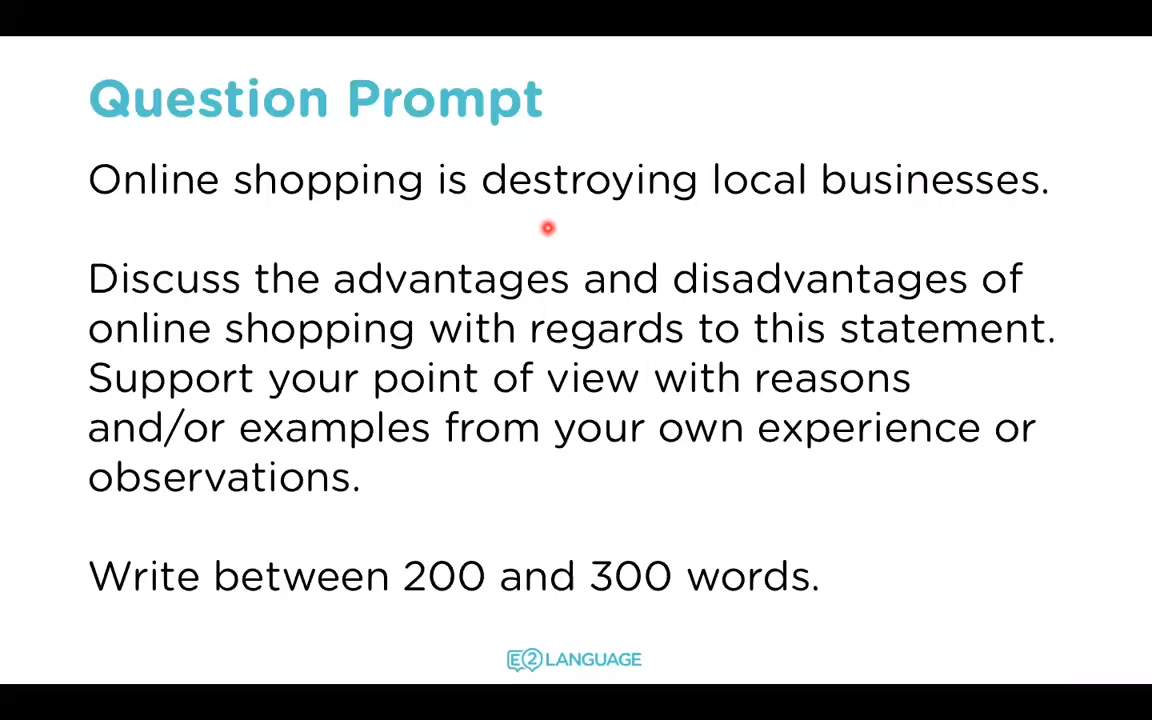 Question Prompt
Online shopping is destroying local businesses.
Discuss the advantages and disadvantages of
online shopping with regards to this statement.
Support your point of view with reasons
and/or examples from your own experience or
observations.
Write between 200 and 300 words.
E2 LANGUAGE